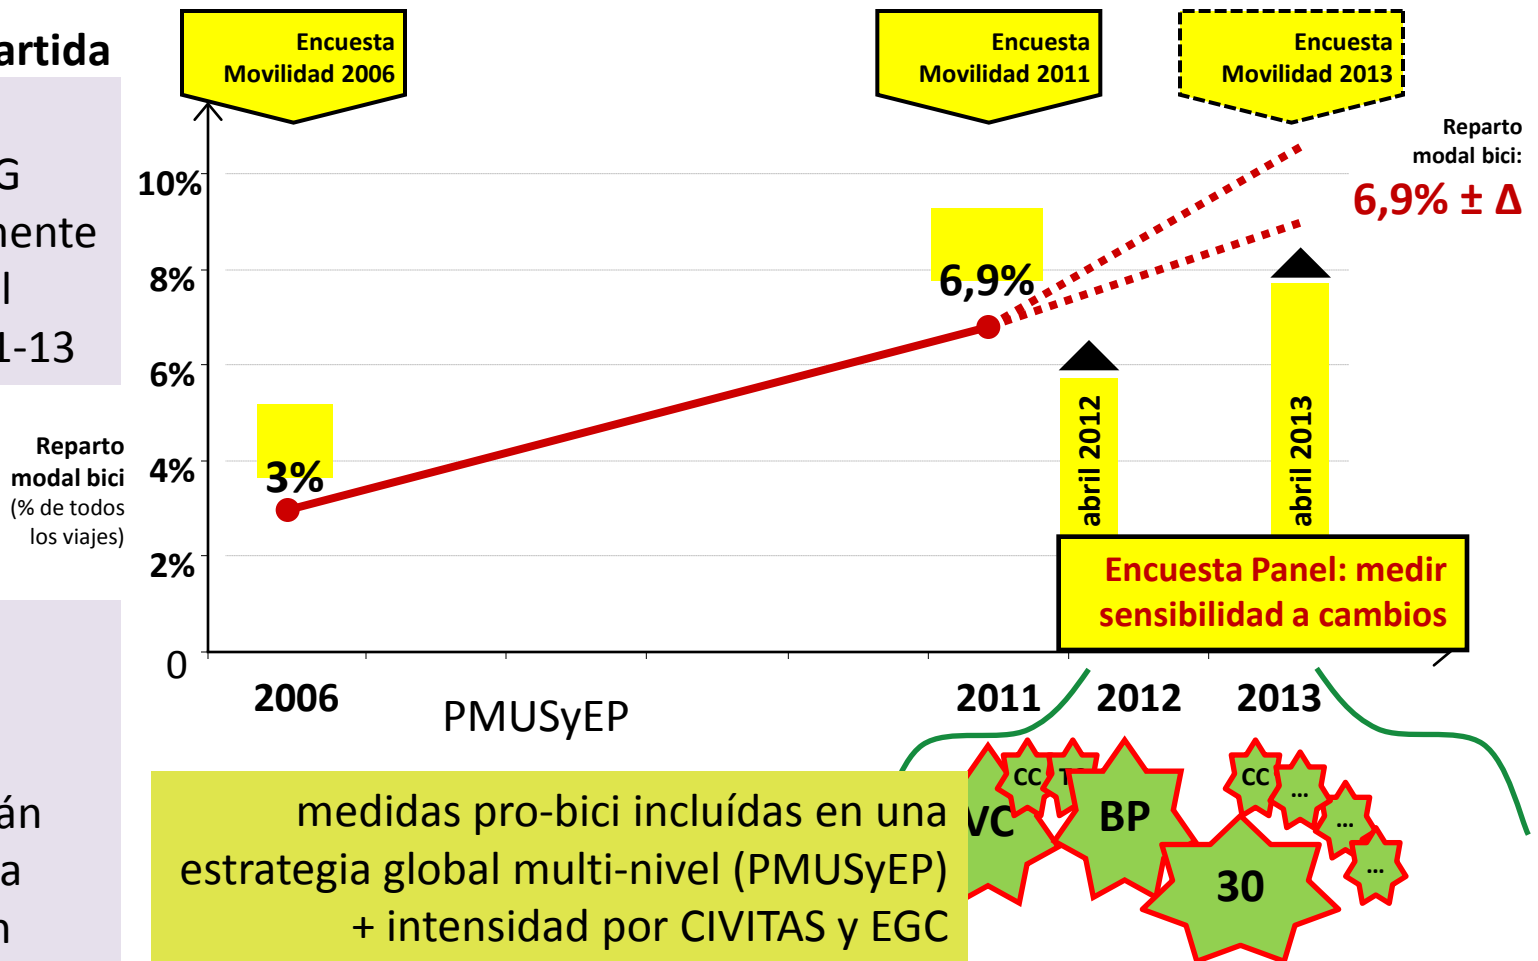 artida
G
mente
l
1-13
Encuesta
Movilidad 2006
Encuesta
Movilidad 2011
Encuesta
Movilidad 2013
Reparto
modal bici:
6,9% ± Δ
10%
8%
6%
4%
2%
0
Reparto
modal bici
(% de todos
los viajes)
3%
6,9%
abril 2012
abril 2013
Encuesta Panel: medir
sensibilidad a cambios
2006
2011
2012
2013
PMUSyEP
án
a
n
medidas pro-bici incluídas en una
estrategia global multi-nivel (PMUSyEP)
+ intensidad por CIVITAS y EGC
VC
CC
BP
30
CC
...
...
...